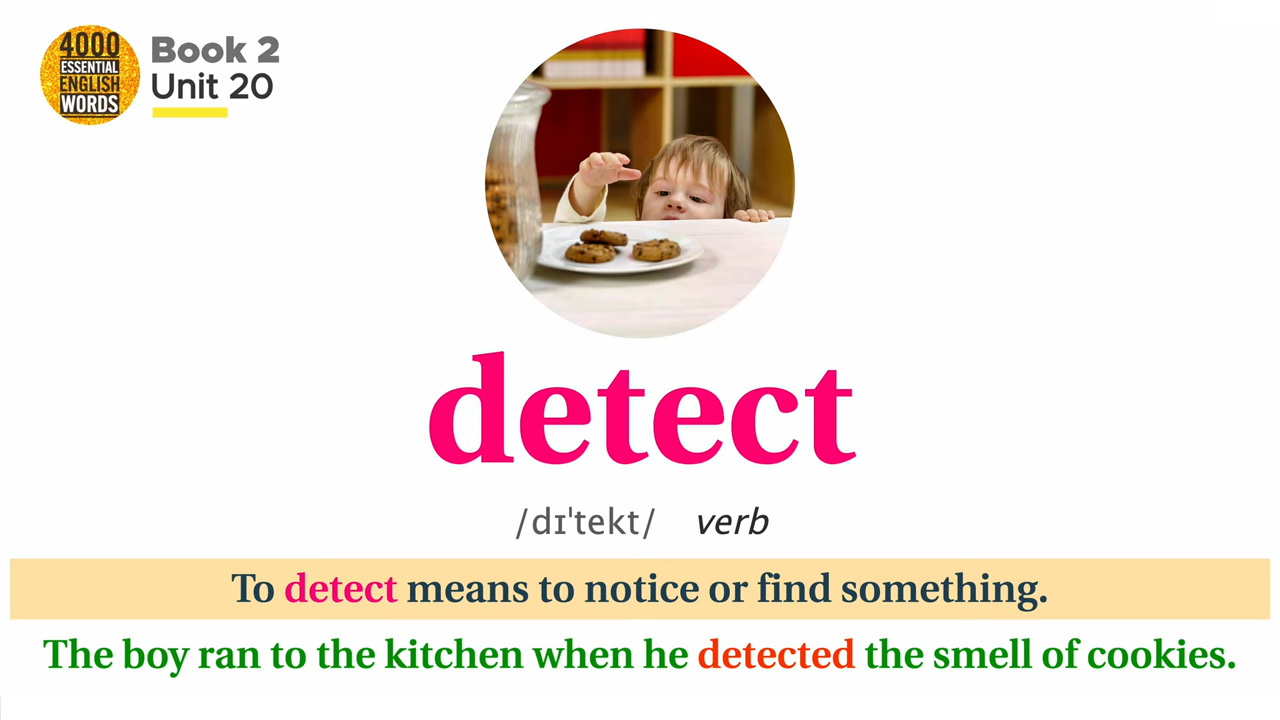 4000
ESSENTIAL
ENGLISH
WORDS
Book 2
Unit 20
detect
/dɪˈtekt/ verb
To detect means to notice or find something.
The boy ran to the kitchen when he detected the smell of cookies.